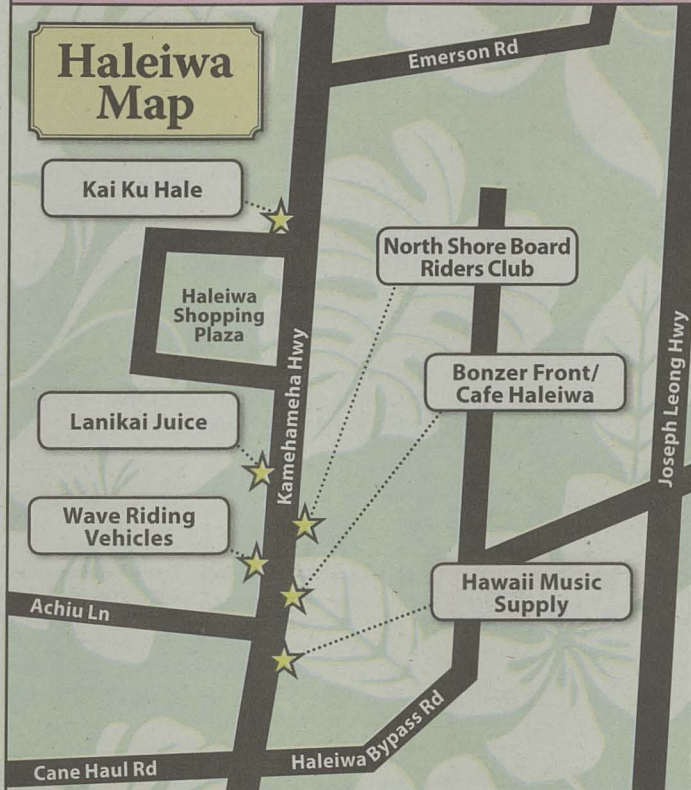 Haleiwa
Map
Emerson Rd
Kai Ku Hale
North Shore Board
Riders Club
Haleiwa
Shopping
Plaza
Kamehameha Hwy
Joseph Leong Hwy
Bonzer Front/
Cafe Haleiwa
Lanikai Juice
Wave Riding
Vehicles
Hawaii Music
Supply
Achiu Ln
Haleiwa Bypass Rd
Cane Haul Rd